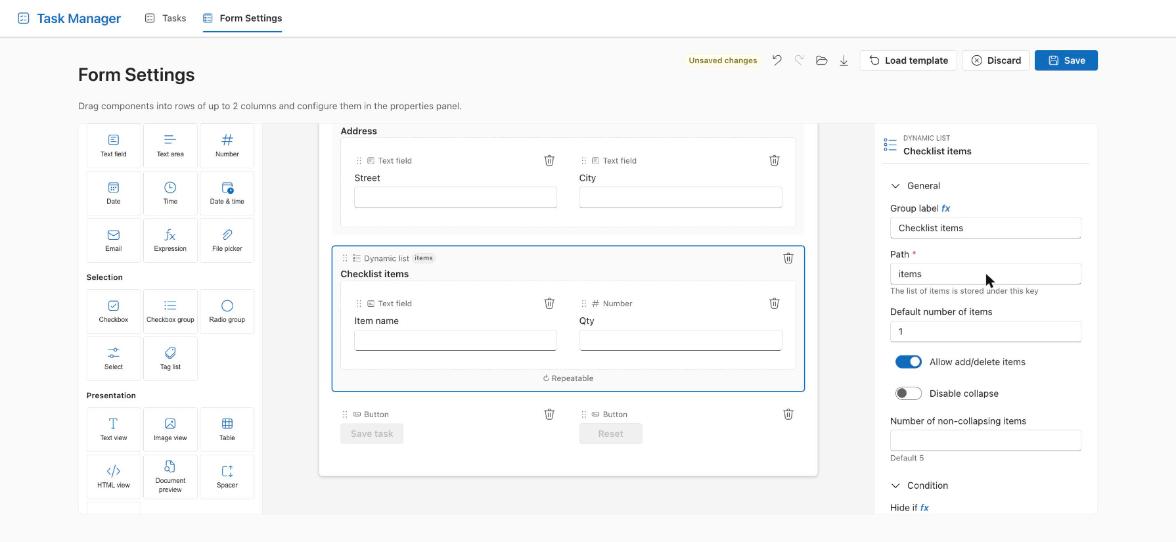 Task Manager
Tasks
Form Settings
Form Settings
Unsaved changes
Load template
Discard
Save
Drag components into rows of up to 2 columns and configure them in the properties panel.
Text field
Text area
Number
Date
Time
Date & time
Email
Expression
File picker
Selection
Checkbox
Checkbox group
Radio group
Select
Tag list
Presentation
Text view
Image view
Table
HTML view
Document
preview
Spacer
Address
Text field
Text field
Street
City
Dynamic list items
Checklist items
Text field
Number
Item name
Qty
Repeatable
Button
Button
Save task
Reset
DYNAMIC LIST
Checklist items
General
Group label fx
Checklist items
Path *
items
The list of items is stored under this key
Default number of items
1
Allow add/delete items
Disable collapse
Number of non-collapsing items
Default 5
Condition
Hide if fx